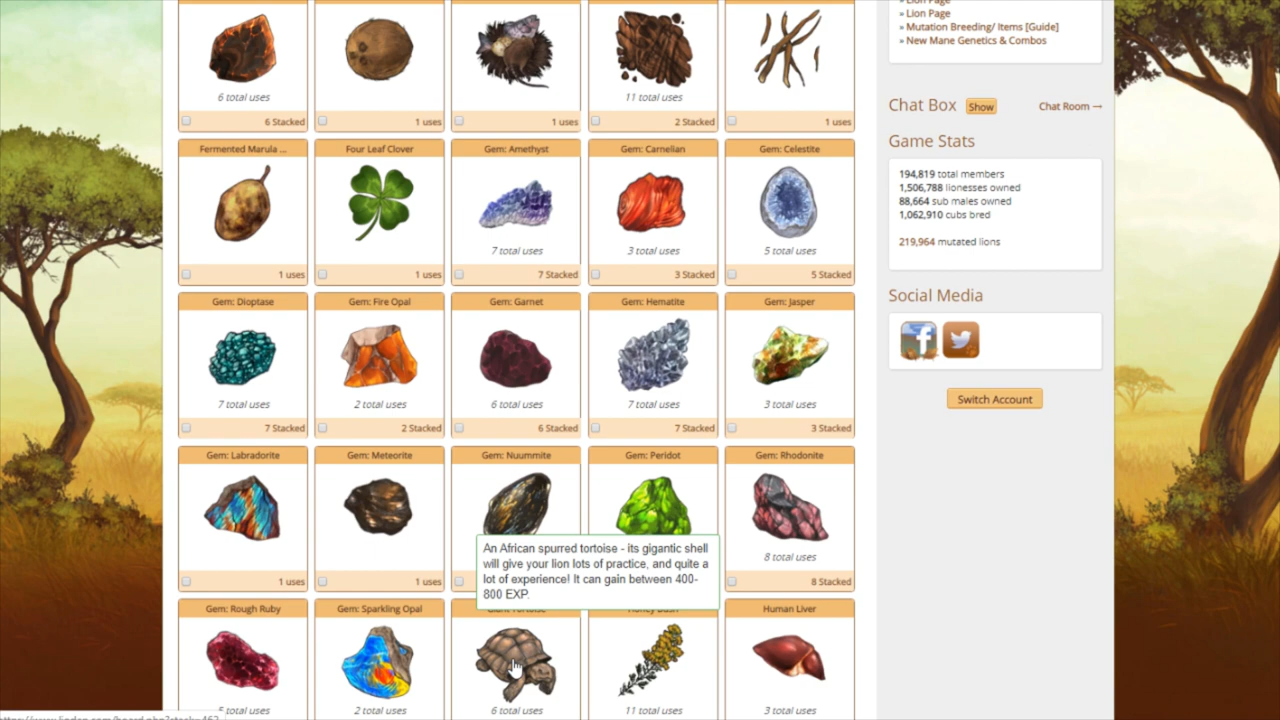 6 total uses
11 total uses
6 Stacked
1 uses
1 uses
2 Stacked
1 uses
Fermented Marula ...
Four Leaf Clover
Gem: Amethyst
Gem: Carnelian
Gem: Celestite
7 total uses
3 total uses
5 total uses
1 uses
1 uses
7 Stacked
3 Stacked
5 Stacked
Gem: Dioptase
Gem: Fire Opal
Gem: Garnet
Gem: Hematite
Gem: Jasper
7 total uses
2 total uses
6 total uses
7 total uses
3 total uses
7 Stacked
2 Stacked
6 Stacked
7 Stacked
3 Stacked
Gem: Labradorite
Gem: Meteorite
Gem: Nuummite
Gem: Peridot
Gem: Rhodonite
8 total uses
1 uses
1 uses
8 Stacked
An African spurred tortoise - its gigantic shell
will give your lion lots of practice, and quite a
lot of experience! It can gain between 400-
800 EXP.
Gem: Rough Ruby
Gem: Sparkling Opal
Giant Tortoise
Honey Bush
Human Liver
5 total uses
2 total uses
6 total uses
11 total uses
3 total uses
» Lion Page
» Lion Page
» Mutation Breeding/ Items [Guide]
» New Mane Genetics & Combos
Chat Box Show Chat Room →
Game Stats
194,819 total members
1,506,788 lionesses owned
88,664 sub males owned
1,062,910 cubs bred
219,964 mutated lions
Social Media
Switch Account